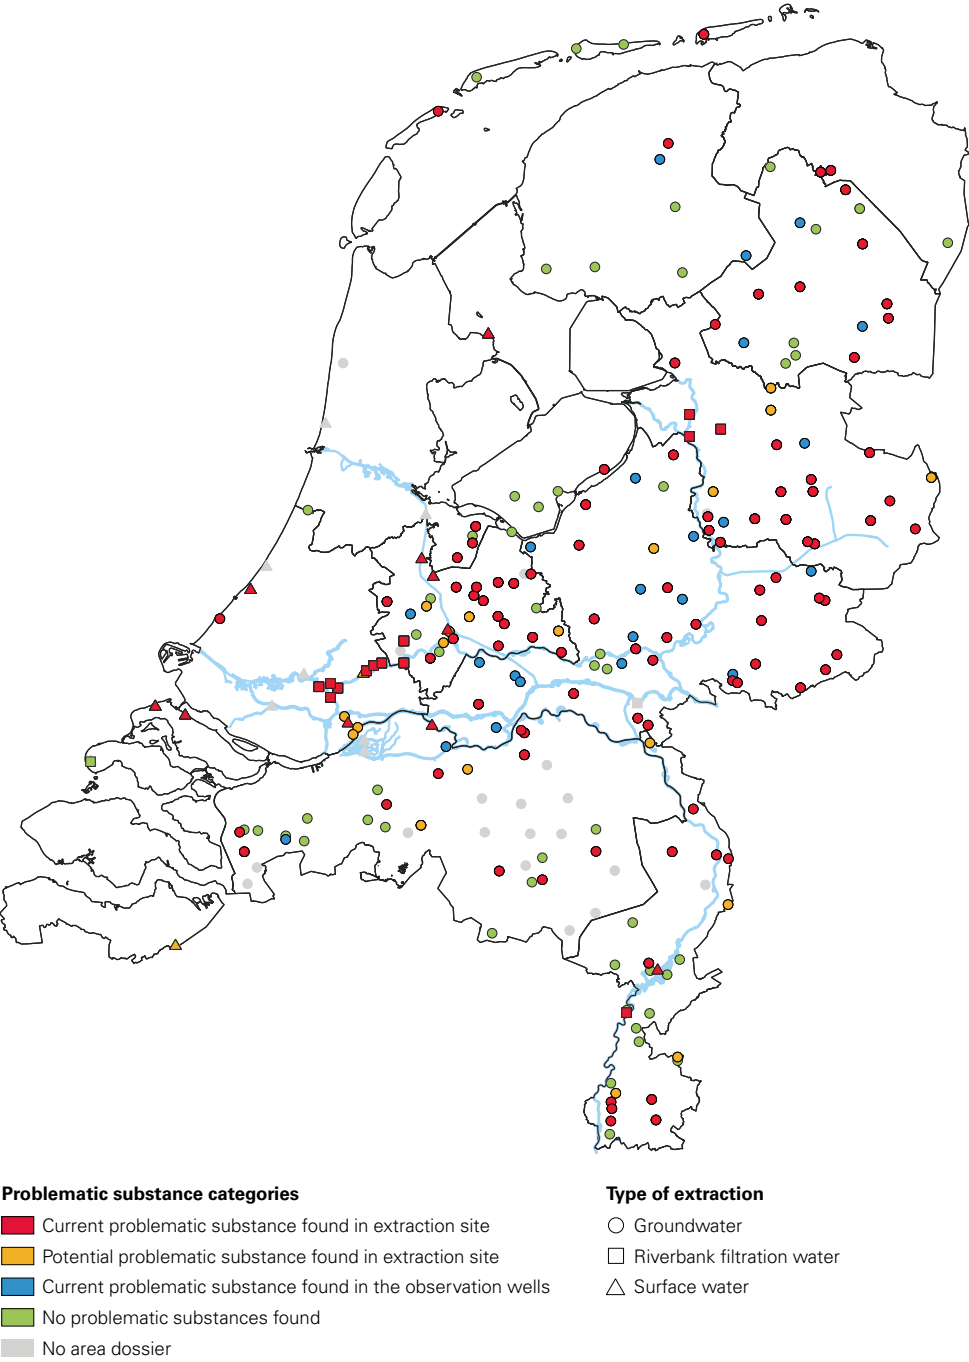 Problematic substance categories
Current problematic substance found in extraction site
Potential problematic substance found in extraction site
Current problematic substance found in the observation wells
No problematic substances found
No area dossier
Type of extraction
Groundwater
Riverbank filtration water
Surface water